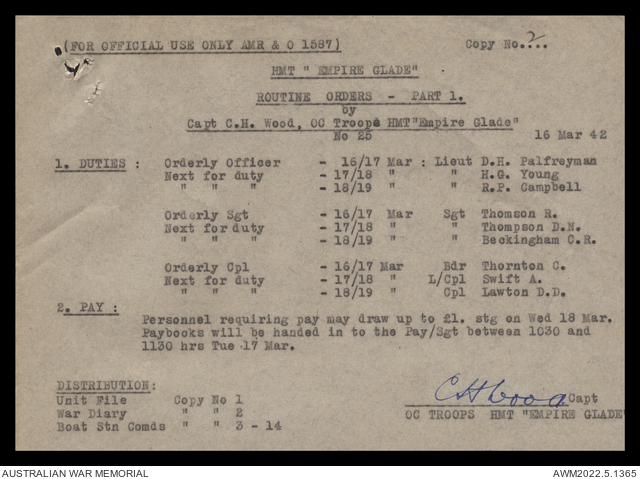 (FOR OFFICIAL USE ONLY AMR & O 1587) Copy No.2...
HMT " EMPIRE GLADE"
ROUTINE ORDERS - PART 1.
by
Capt C.H. Wood, OC Troops HMT"Empire Glade"
No 25 16 Mar 42
1. DUTIES : Orderly Officer - 16/17 Mar : Lieut D.H. Palfreyman
Next for duty - 17/18 " " H.G. Young
" " " - 18/19 " " R.P. Campbell
Orderly Sgt - 16/17 Mar Sgt Thomson R.
Next for duty - 17/18 " " Thompson D.N.
" " " - 18/19 " " Beckingham C.R.
Orderly Cpl - 16/17 Mar Bdr Thornton C.
Next for duty - 17/18 " L/Cpl Swift A.
" " " - 18/19 " Cpl Lawton D.D.
2. PAY :
Personnel requiring pay may draw up to £1. stg on Wed 18 Mar.
Paybooks will be handed in to the Pay/Sgt between 1030 and
1130 hrs Tue 17 Mar.
DISTRIBUTION:
Unit File Copy No 1
War Diary " " 2
Boat Stn Comds " " 3 - 14
CHWood Capt
OC TROOPS HMT "EMPIRE GLADE"
AUSTRALIAN WAR MEMORIAL AWM2022.5.1365